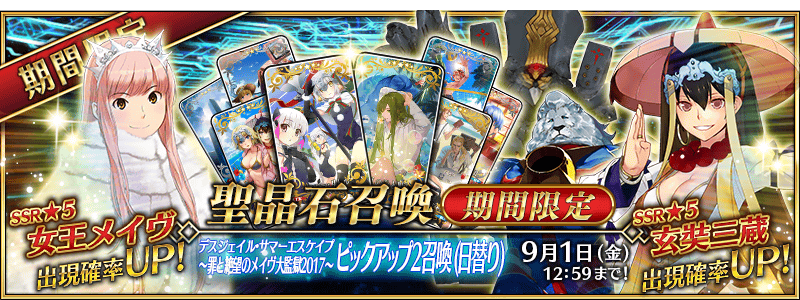 期間限定
SSR★5
女王メイヴ
出現確率UP!
聖晶石召喚
期間限定
デスジェイル・サマーエスケイプ
～罪と絶望のメイヴ大監獄2017～
ピックアップ2召喚(日替り)
9月1日(金)
12:59まで!
SSR★5
玄奘三蔵
出現確率UP!